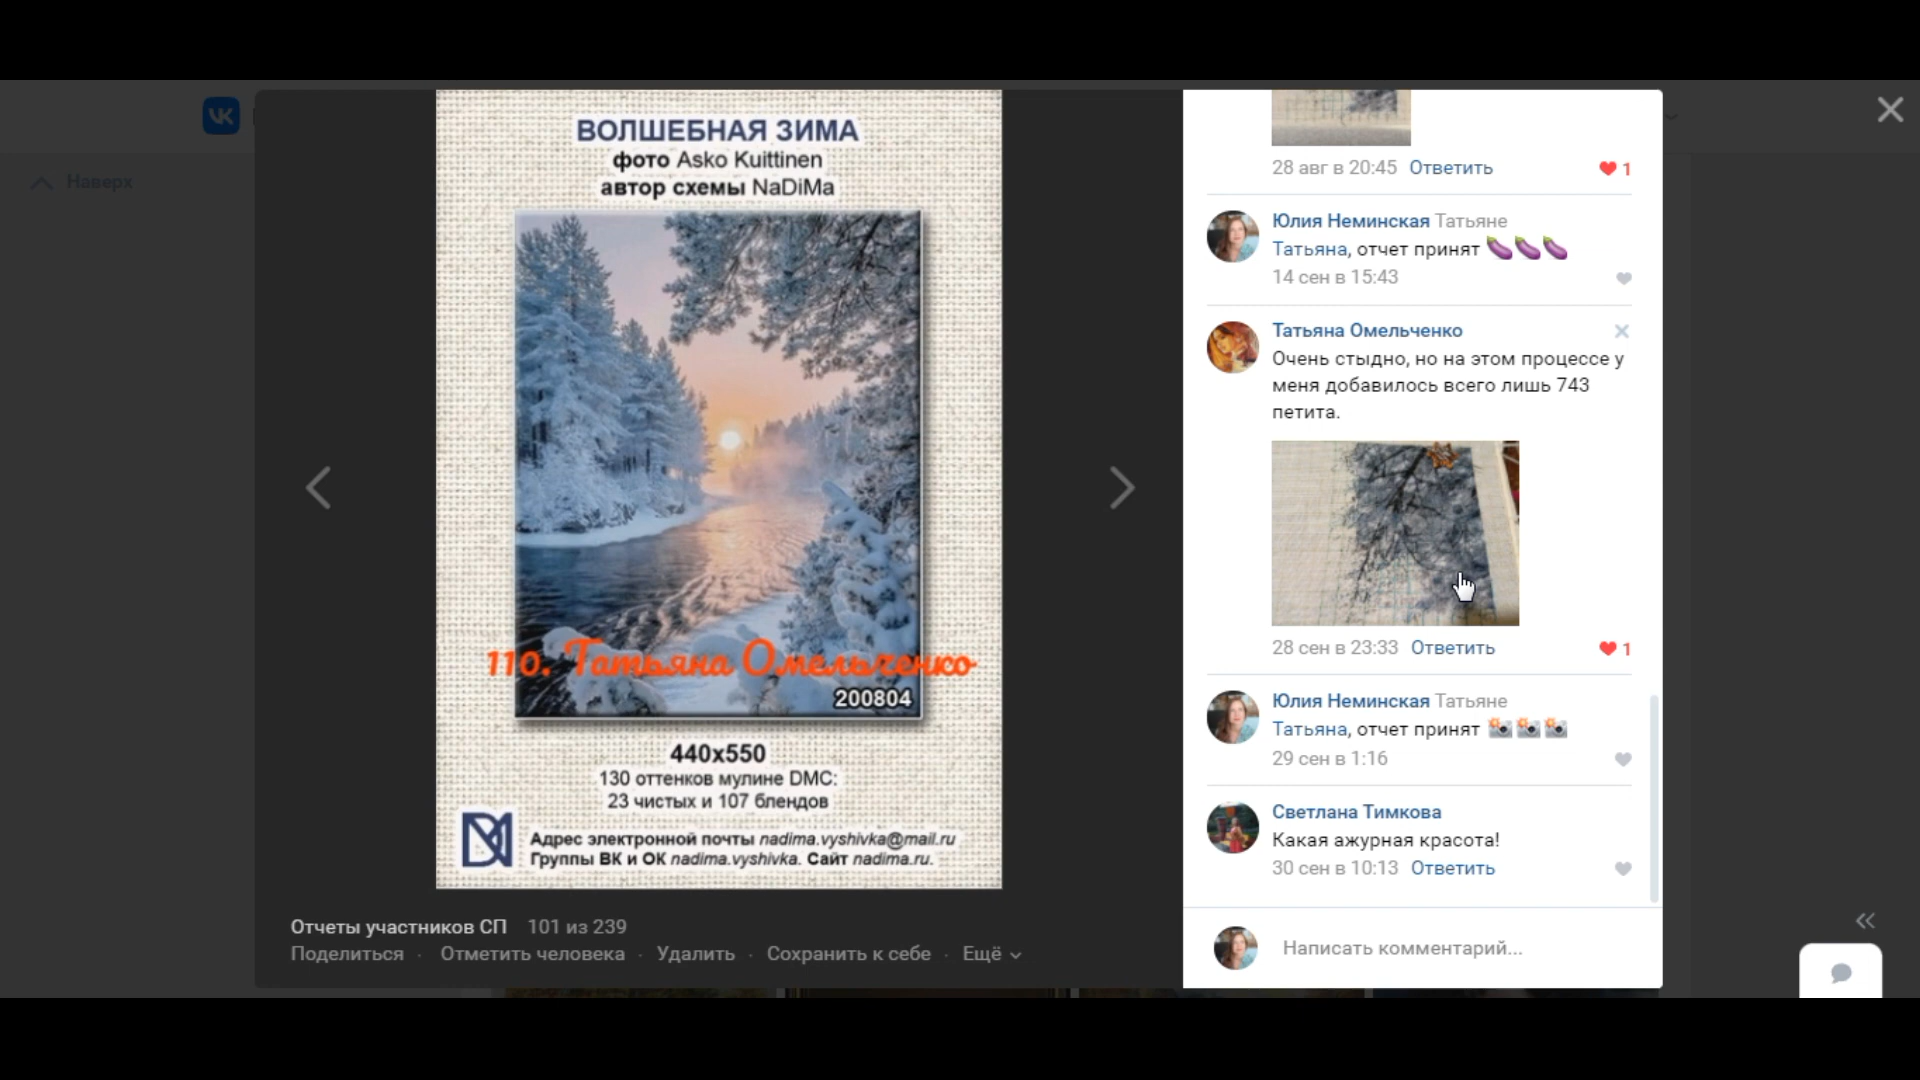 Наверх
ВОЛШЕБНАЯ ЗИМА
фото Asko Kuittinen
автор схемы NaDiMa
110. Татьяна Омельченко
200804
440x550
130 оттенков мулине DMC:
23 чистых и 107 блендов
Адрес электронной почты nadima.vyshivka@mail.ru
Группы ВК и ОК nadima.vyshivka. Сайт nadima.ru.
Отчеты участников СП 101 из 239
Поделиться · Отметить человека · Удалить · Сохранить к себе · Ещё
28 авг в 20:45 Ответить 1
Юлия Неминская Татьяне
Татьяна, отчет принят 🍆🍆🍆
14 сен в 15:43
Татьяна Омельченко
Очень стыдно, но на этом процессе у
меня добавилось всего лишь 743
петита.
28 сен в 23:33 Ответить 1
Юлия Неминская Татьяне
Татьяна, отчет принят 📸📸📸
29 сен в 1:16
Светлана Тимкова
Какая ажурная красота!
30 сен в 10:13 Ответить
Написать комментарий...